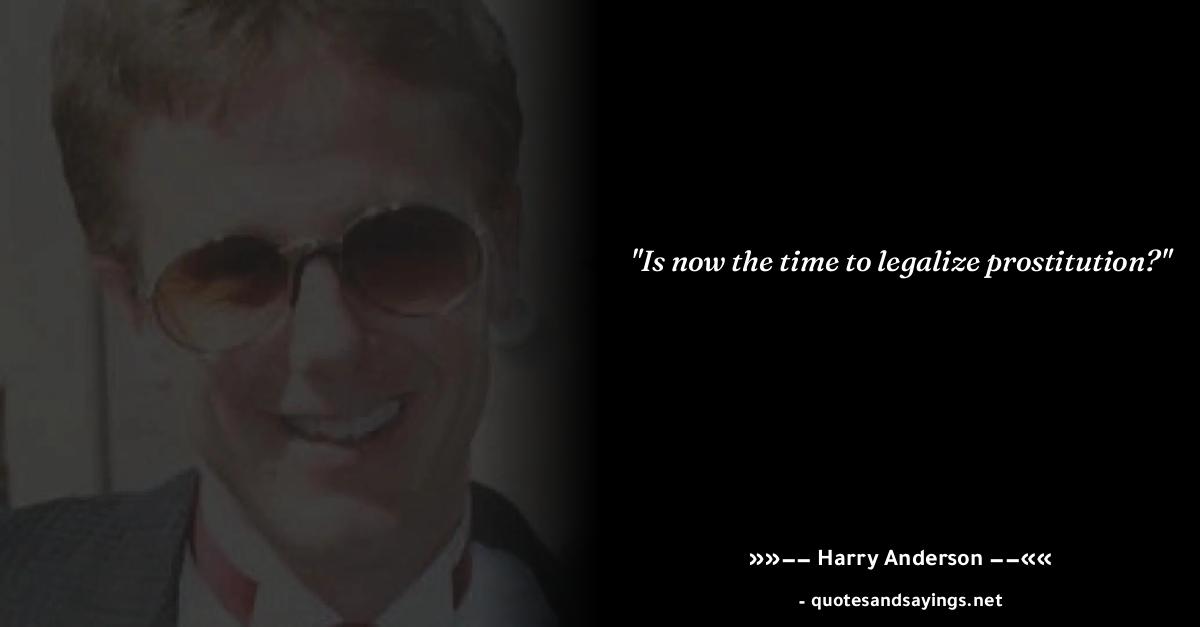 "Is now the time to legalize prostitution?"
»»–– Harry Anderson ––««
- quotesandsayings.net